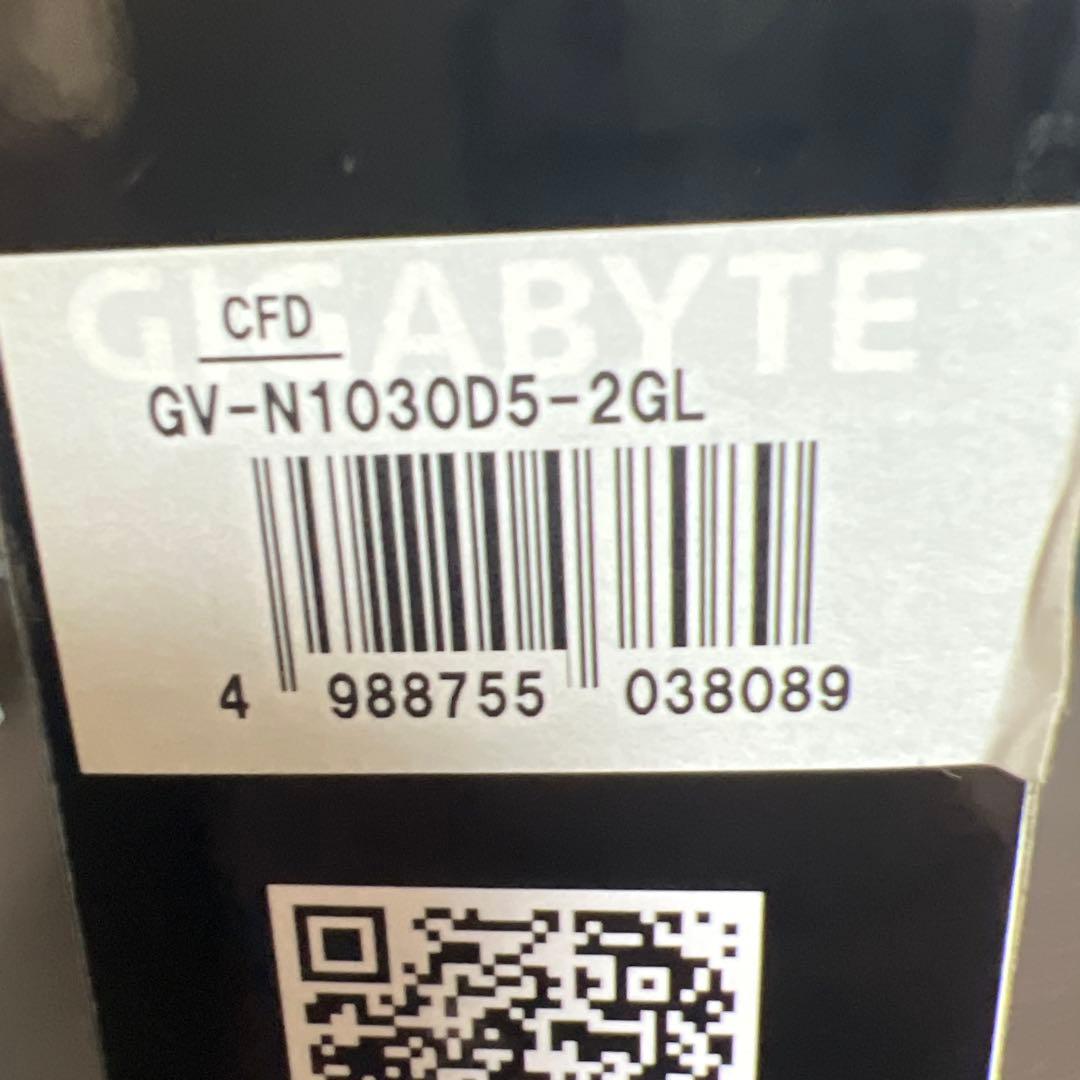 GIGABYTE
CFD
GV-N1030D5-2GL
4 988755 038089